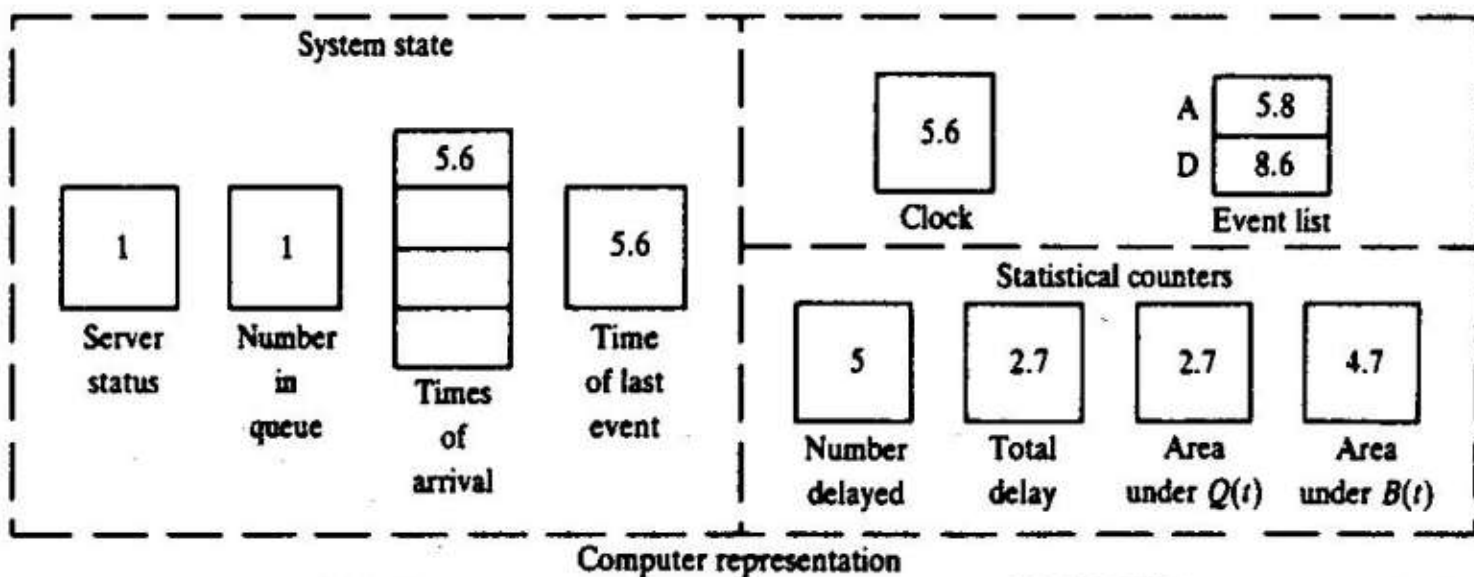 System state
1
Server
status
1
Number
in
queue
5.6
Times
of
arrival
5.6
Time
of last
event
5.6
Clock
A 5.8
D 8.6
Event list
Statistical counters
5
Number
delayed
2.7
Total
delay
2.7
Area
under Q(t)
4.7
Area
under B(t)
Computer representation